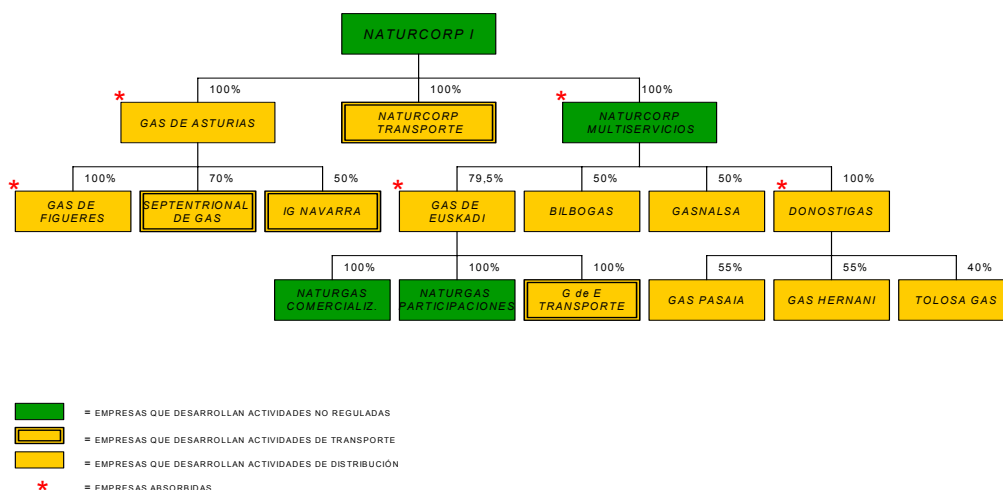 NATURCORP I
100%
100%
100%
*
*
GAS DE ASTURIAS
NATURCORP
TRANSPORTE
NATURCORP
MULTISERVICIOS
100%
70%
50%
79,5%
50%
50%
100%
*
*
*
GAS DE
FIGUERES
SEPTENTRIONAL
DE GAS
IG NAVARRA
GAS DE
EUSKADI
BILBOGAS
GASNALSA
DONOSTIGAS
100%
100%
100%
55%
55%
40%
NATURGAS
COMERCIALIZ.
NATURGAS
PARTICIPACIONES
G de E
TRANSPORTE
GAS PASAIA
GAS HERNANI
TOLOSA GAS
= EMPRESAS QUE DESARROLLAN ACTIVIDADES NO REGULADAS
= EMPRESAS QUE DESARROLLAN ACTIVIDADES DE TRANSPORTE
= EMPRESAS QUE DESARROLLAN ACTIVIDADES DE DISTRIBUCIÓN
* = EMPRESAS ABSORBIDAS